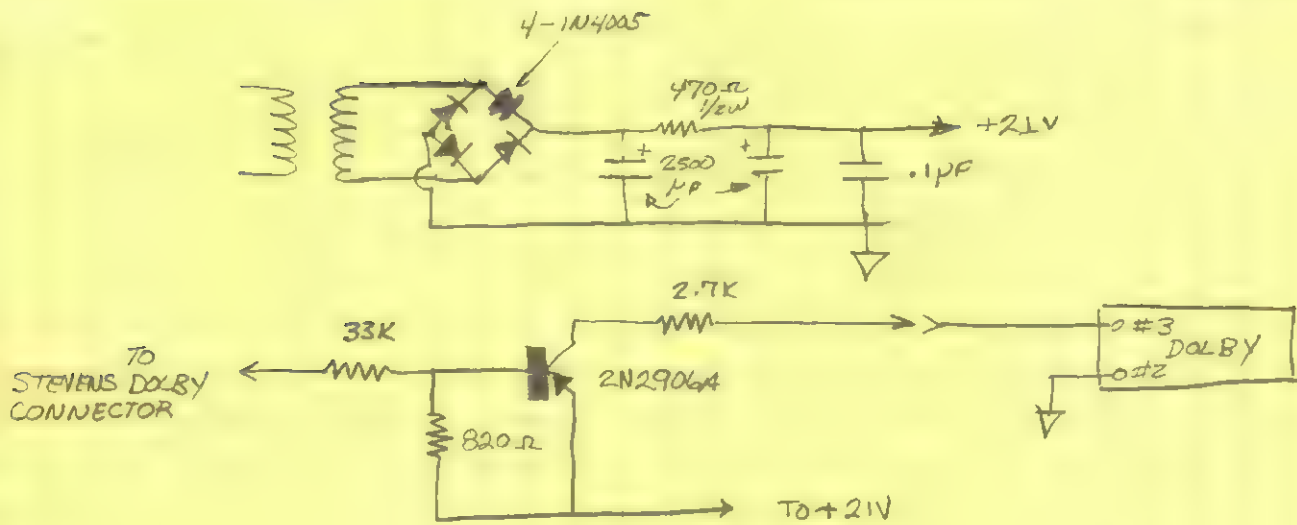 4-1N4005
470Ω
1/2W
+21V
+
2500
µF
+
.1µF
2.7K
33K
TO
STEVENS DOLBY
CONNECTOR
2N2906A
#3
DOLBY
#2
820Ω
TO +21V